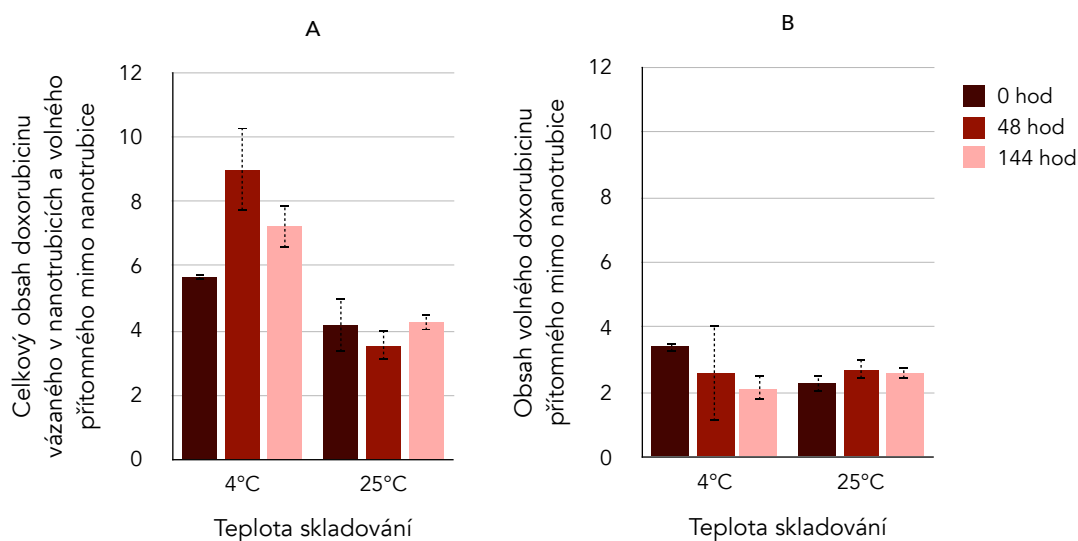 A
Celkový obsah doxorubicinu
vázaného v nanotrubicích a volného
přítomného mimo nanotrubice
12
10
8
6
4
2
0
4°C
25°C
Teplota skladování
B
Obsah volného doxorubicinu
přítomného mimo nanotrubice
12
10
8
6
4
2
0
4°C
25°C
Teplota skladování
0 hod
48 hod
144 hod